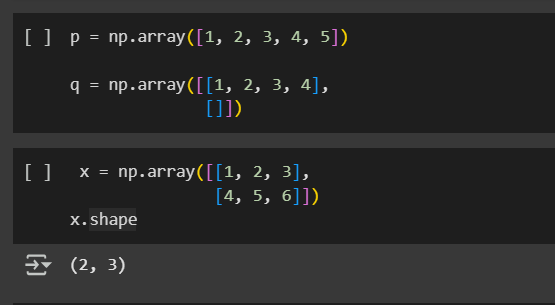 [ ] p = np.array([1, 2, 3, 4, 5])
q = np.array([[1, 2, 3, 4],
[]])
[ ] x = np.array([[1, 2, 3],
[4, 5, 6]])
x.shape
(2, 3)